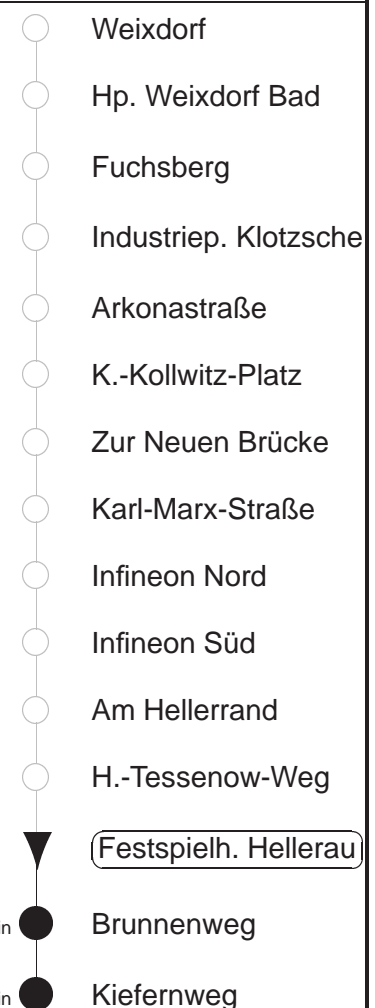 Weixdorf
Hp. Weixdorf Bad
Fuchsberg
Industriep. Klotzsche
Arkonastraße
K.-Kollwitz-Platz
Zur Neuen Brücke
Karl-Marx-Straße
Infineon Nord
Infineon Süd
Am Hellerrand
H.-Tessenow-Weg
Festspielh. Hellerau
Brunnenweg
Kiefernweg